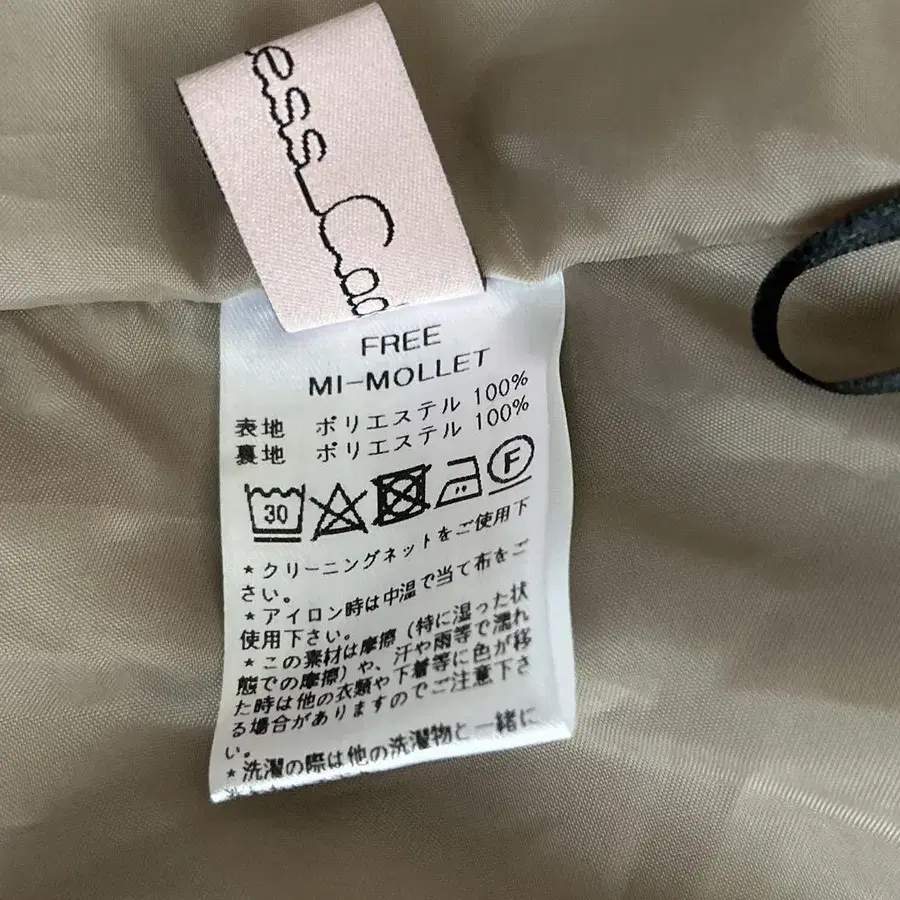 ess Co
FREE
MI-MOLLET
表地 ポリエステル 100%
裏地 ポリエステル 100%
30 F
*クリーニングネットをご使用下
さい。
*アイロン時は中温で当て布をご
使用下さい。
*この素材は摩擦(特に湿った状
態での摩擦)や、汗や雨等で濡れ
た時は他の衣類や下着等に色が移
る場合がありますのでご注意下さ
い。
*洗濯の際は他の洗濯物と一緒に